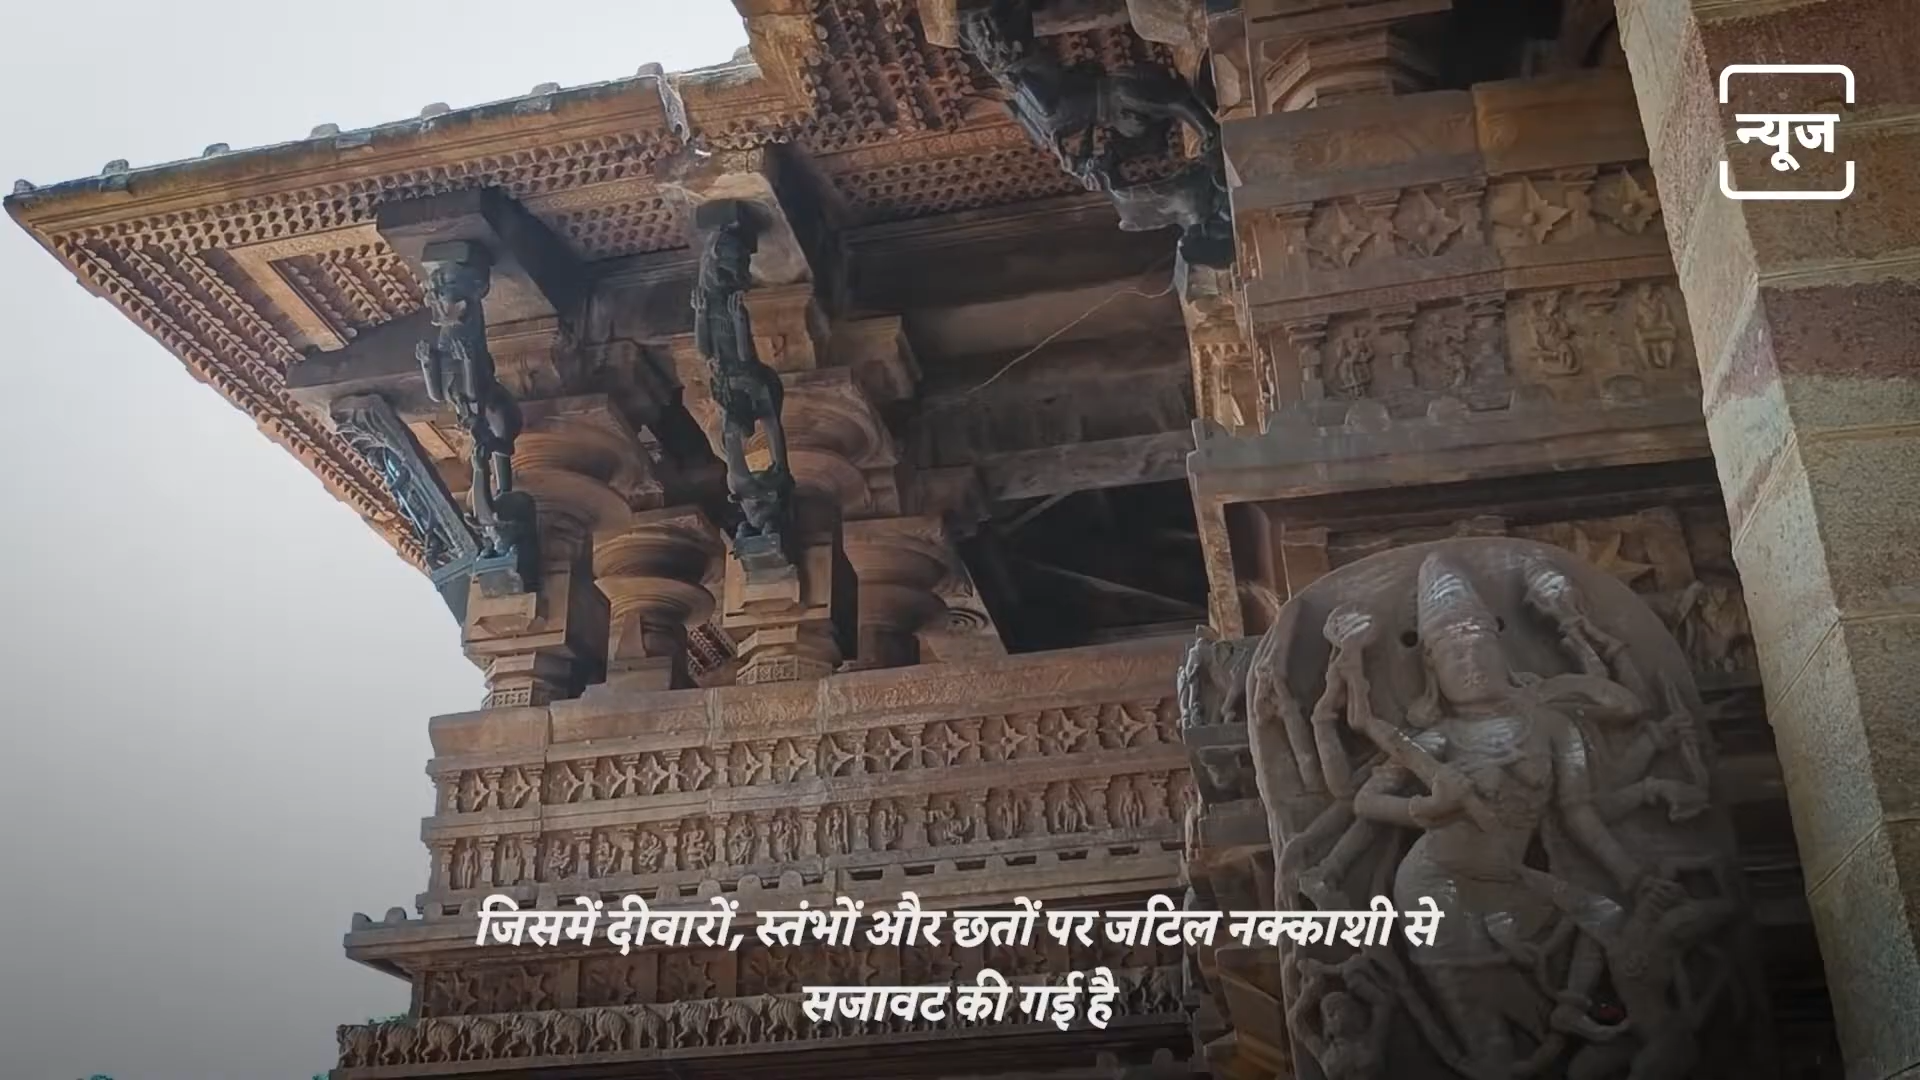 न्यूज
जिसमें दीवारों, स्तंभों और छतों पर जटिल नक्काशी से
सजावट की गई है